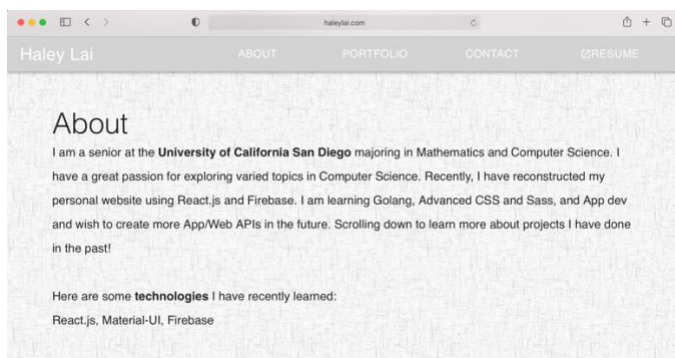 haleylai.com
Haley Lai ABOUT PORTFOLIO CONTACT RESUME
About
I am a senior at the University of California San Diego majoring in Mathematics and Computer Science. I
have a great passion for exploring varied topics in Computer Science. Recently, I have reconstructed my
personal website using React.js and Firebase. I am learning Golang, Advanced CSS and Sass, and App dev
and wish to create more App/Web APIs in the future. Scrolling down to learn more about projects I have done
in the past!
Here are some technologies I have recently learned:
React.js, Material-UI, Firebase